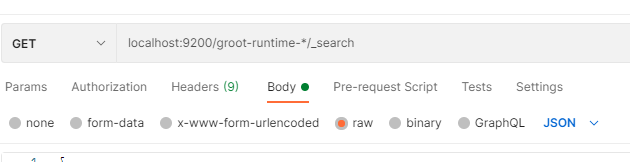 GET localhost:9200/groot-runtime-*/_search
Params Authorization Headers (9) Body Pre-request Script Tests Settings
none form-data x-www-form-urlencoded raw binary GraphQL JSON